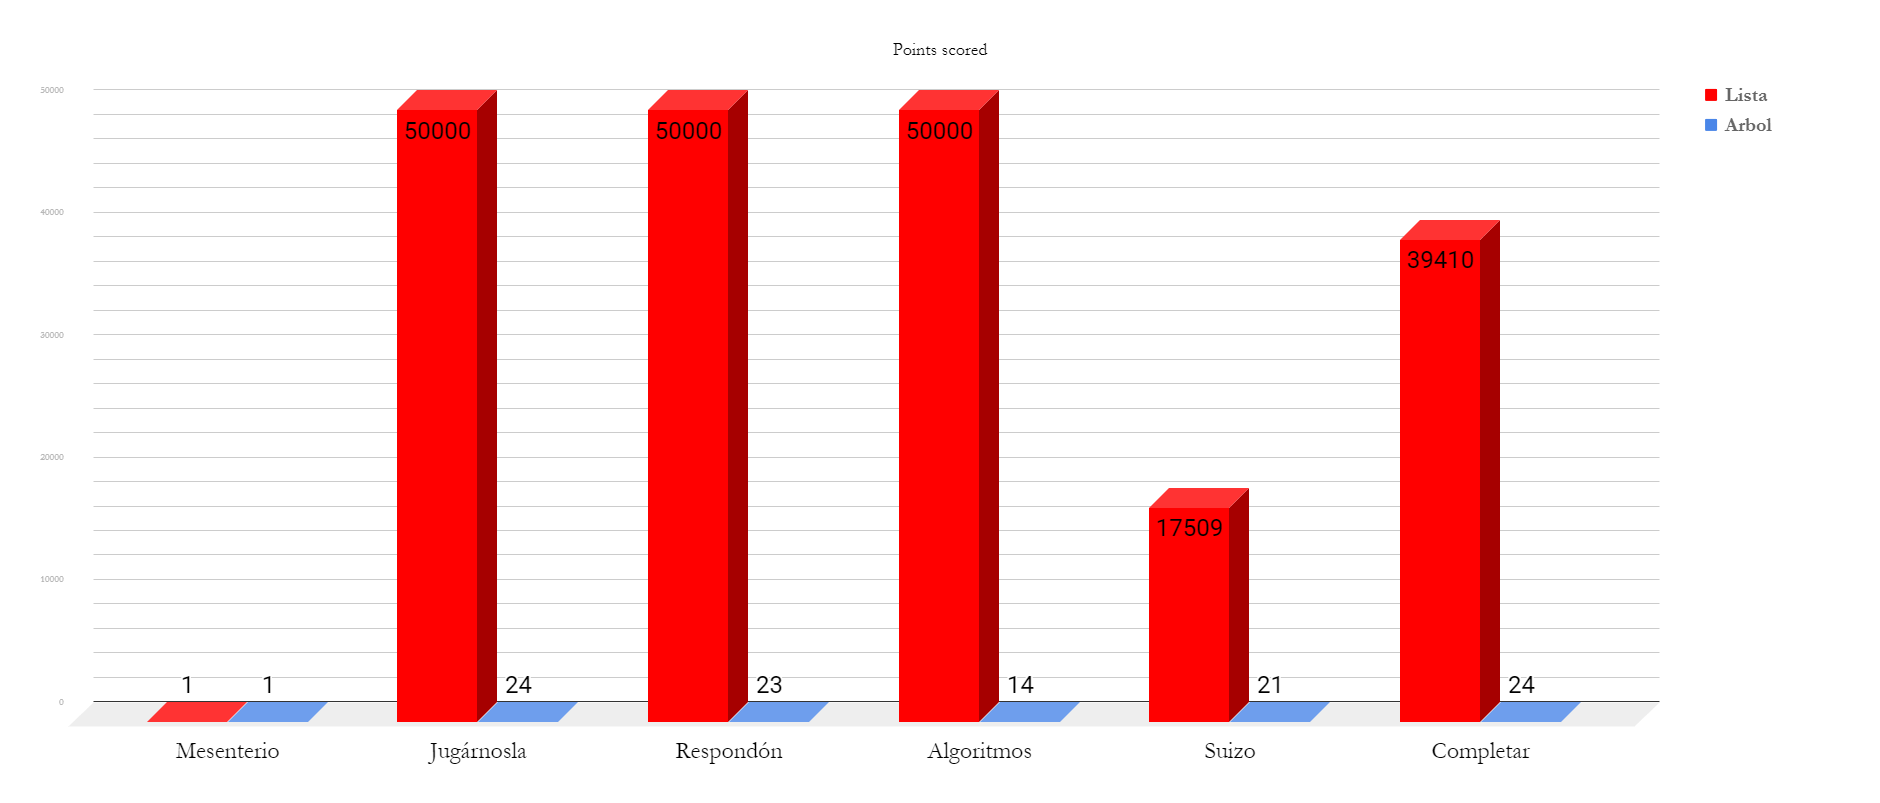 Points scored
50000
40000
30000
20000
10000
0
Lista
Arbol
1 1 50000 24 50000 23 50000 14 17509 21 39410 24
Mesenterio Jugárnosla Respondón Algoritmos Suizo Completar